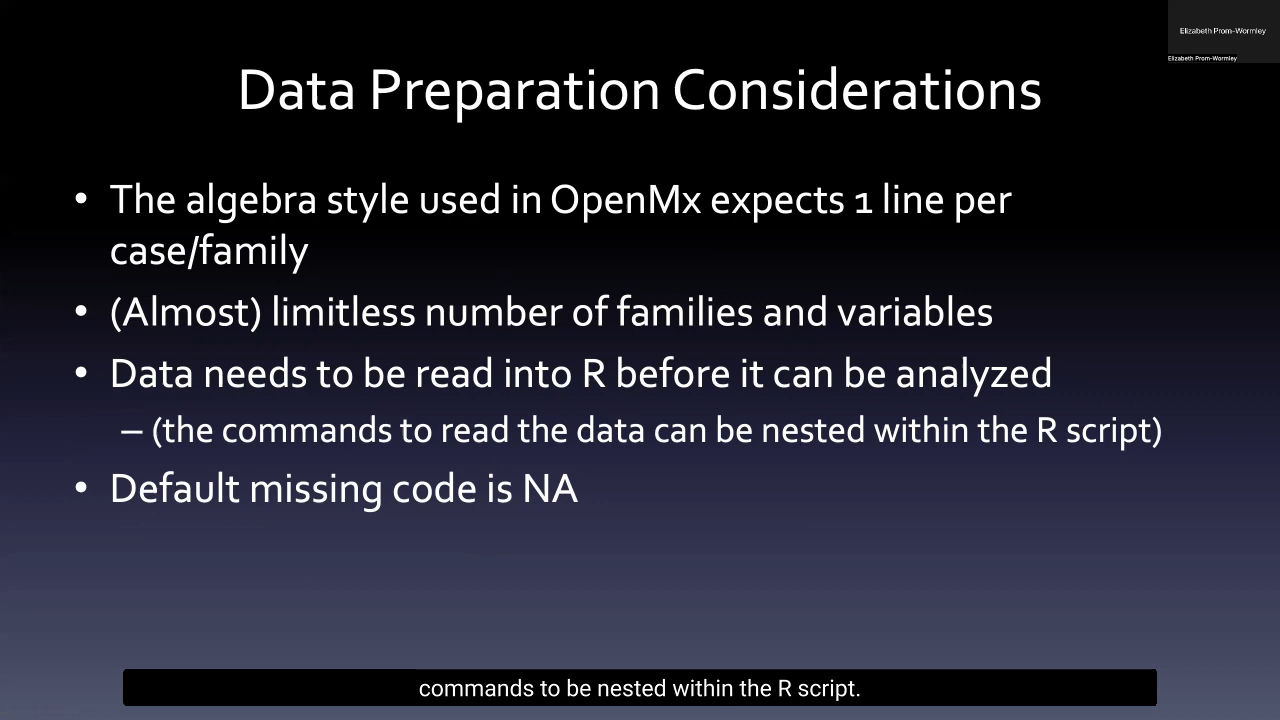 Elizabeth Prom-Wormley
Elizabeth Prom-Wormley
Data Preparation Considerations
• The algebra style used in OpenMx expects 1 line per
case/family
• (Almost) limitless number of families and variables
• Data needs to be read into R before it can be analyzed
– (the commands to read the data can be nested within the R script)
• Default missing code is NA
commands to be nested within the R script.